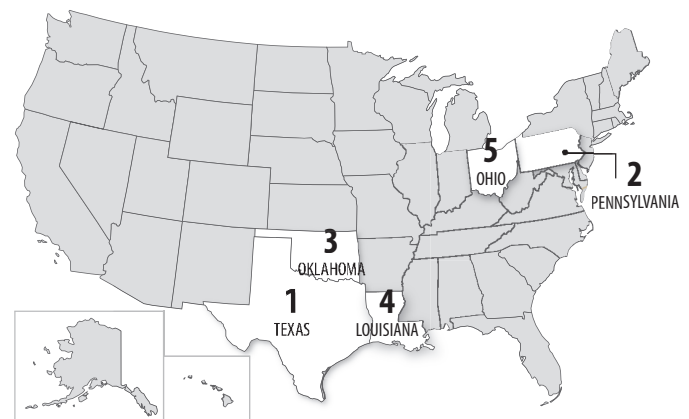 5
OHIO
2
PENNSYLVANIA
3
OKLAHOMA
1
TEXAS
4
LOUISIANA